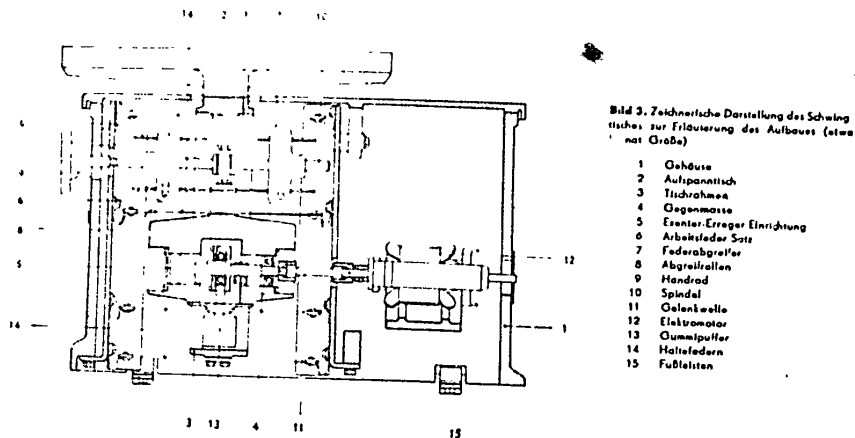 14 2 10
4
9
6
8
5
14
12
1
3 13 4 11 15
Bild 3. Zeichnerische Darstellung des Schwing
tisches zur Erläuterung des Aufbaues (etwa
nat Größe)
1 Gehäuse
2 Aufspanntisch
3 Tischrahmen
4 Gegenmasse
5 Exenter-Erreger Einrichtung
6 Arbeitsfeder Satz
7 Federabgreifer
8 Abgreifrollen
9 Handrad
10 Spindel
11 Gelenkwelle
12 Elektromotor
13 Gummipuffer
14 Haltefedern
15 Fußleisten